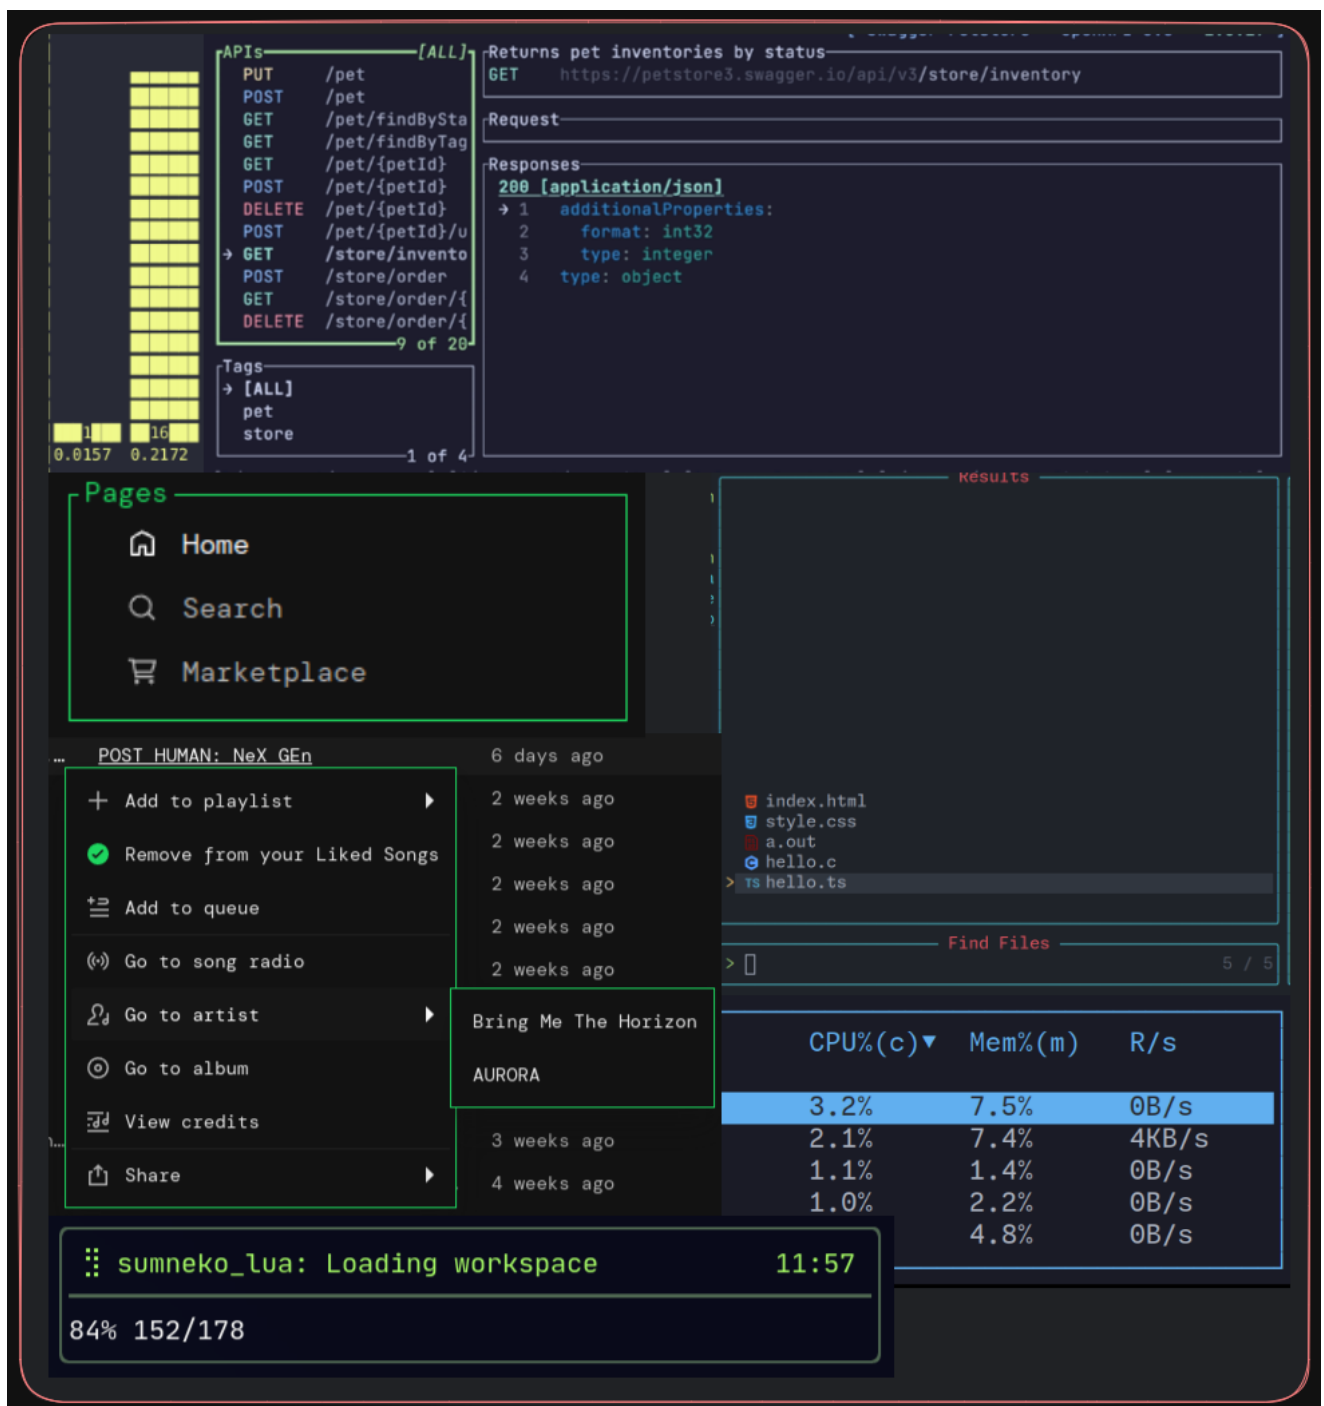 APIs [ALL]
PUT /pet
POST /pet
GET /pet/findBySta
GET /pet/findByTag
GET /pet/{petId}
POST /pet/{petId}
DELETE /pet/{petId}
POST /pet/{petId}/u
→ GET /store/invento
POST /store/order
GET /store/order/{
DELETE /store/order/{
9 of 20
Tags
→ [ALL]
pet
store
1 of 4
1 16
0.0157 0.2172
Returns pet inventories by status
GET https://petstore3.swagger.io/api/v3/store/inventory
Request
Responses
200 [application/json]
→ 1 additionalProperties:
2 format: int32
3 type: integer
4 type: object
Pages
Home
Search
Marketplace
… POST HUMAN: NeX GEn 6 days ago
2 weeks ago
2 weeks ago
2 weeks ago
2 weeks ago
2 weeks ago
3 weeks ago
4 weeks ago
Add to playlist
Remove from your Liked Songs
Add to queue
Go to song radio
Go to artist
Go to album
View credits
Share
Bring Me The Horizon
AURORA
Results
index.html
style.css
a.out
hello.c
> TS hello.ts
Find Files
> 5 / 5
CPU%(c)▼ Mem%(m) R/s
3.2% 7.5% 0B/s
2.1% 7.4% 4KB/s
1.1% 1.4% 0B/s
1.0% 2.2% 0B/s
4.8% 0B/s
sumneko_lua: Loading workspace 11:57
84% 152/178